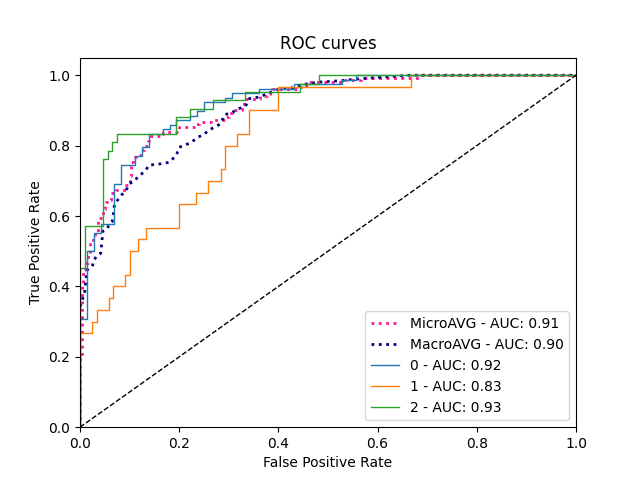 ROC curves
True Positive Rate
1.0
0.8
0.6
0.4
0.2
0.0
MicroAVG - AUC: 0.91
MacroAVG - AUC: 0.90
0 - AUC: 0.92
1 - AUC: 0.83
2 - AUC: 0.93
0.0 0.2 0.4 0.6 0.8 1.0
False Positive Rate